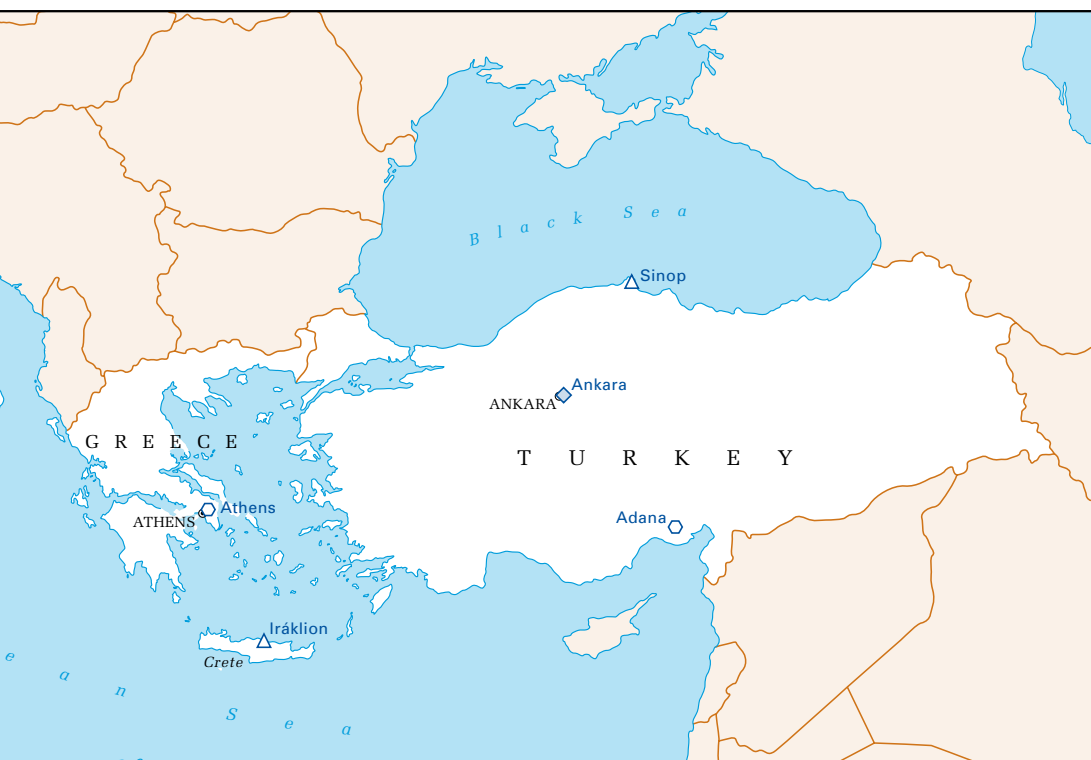 Black Sea
Sinop
Ankara
ANKARA
GREECE
TURKEY
Athens
ATHENS
Adana
Iráklion
Crete
ean
Sea